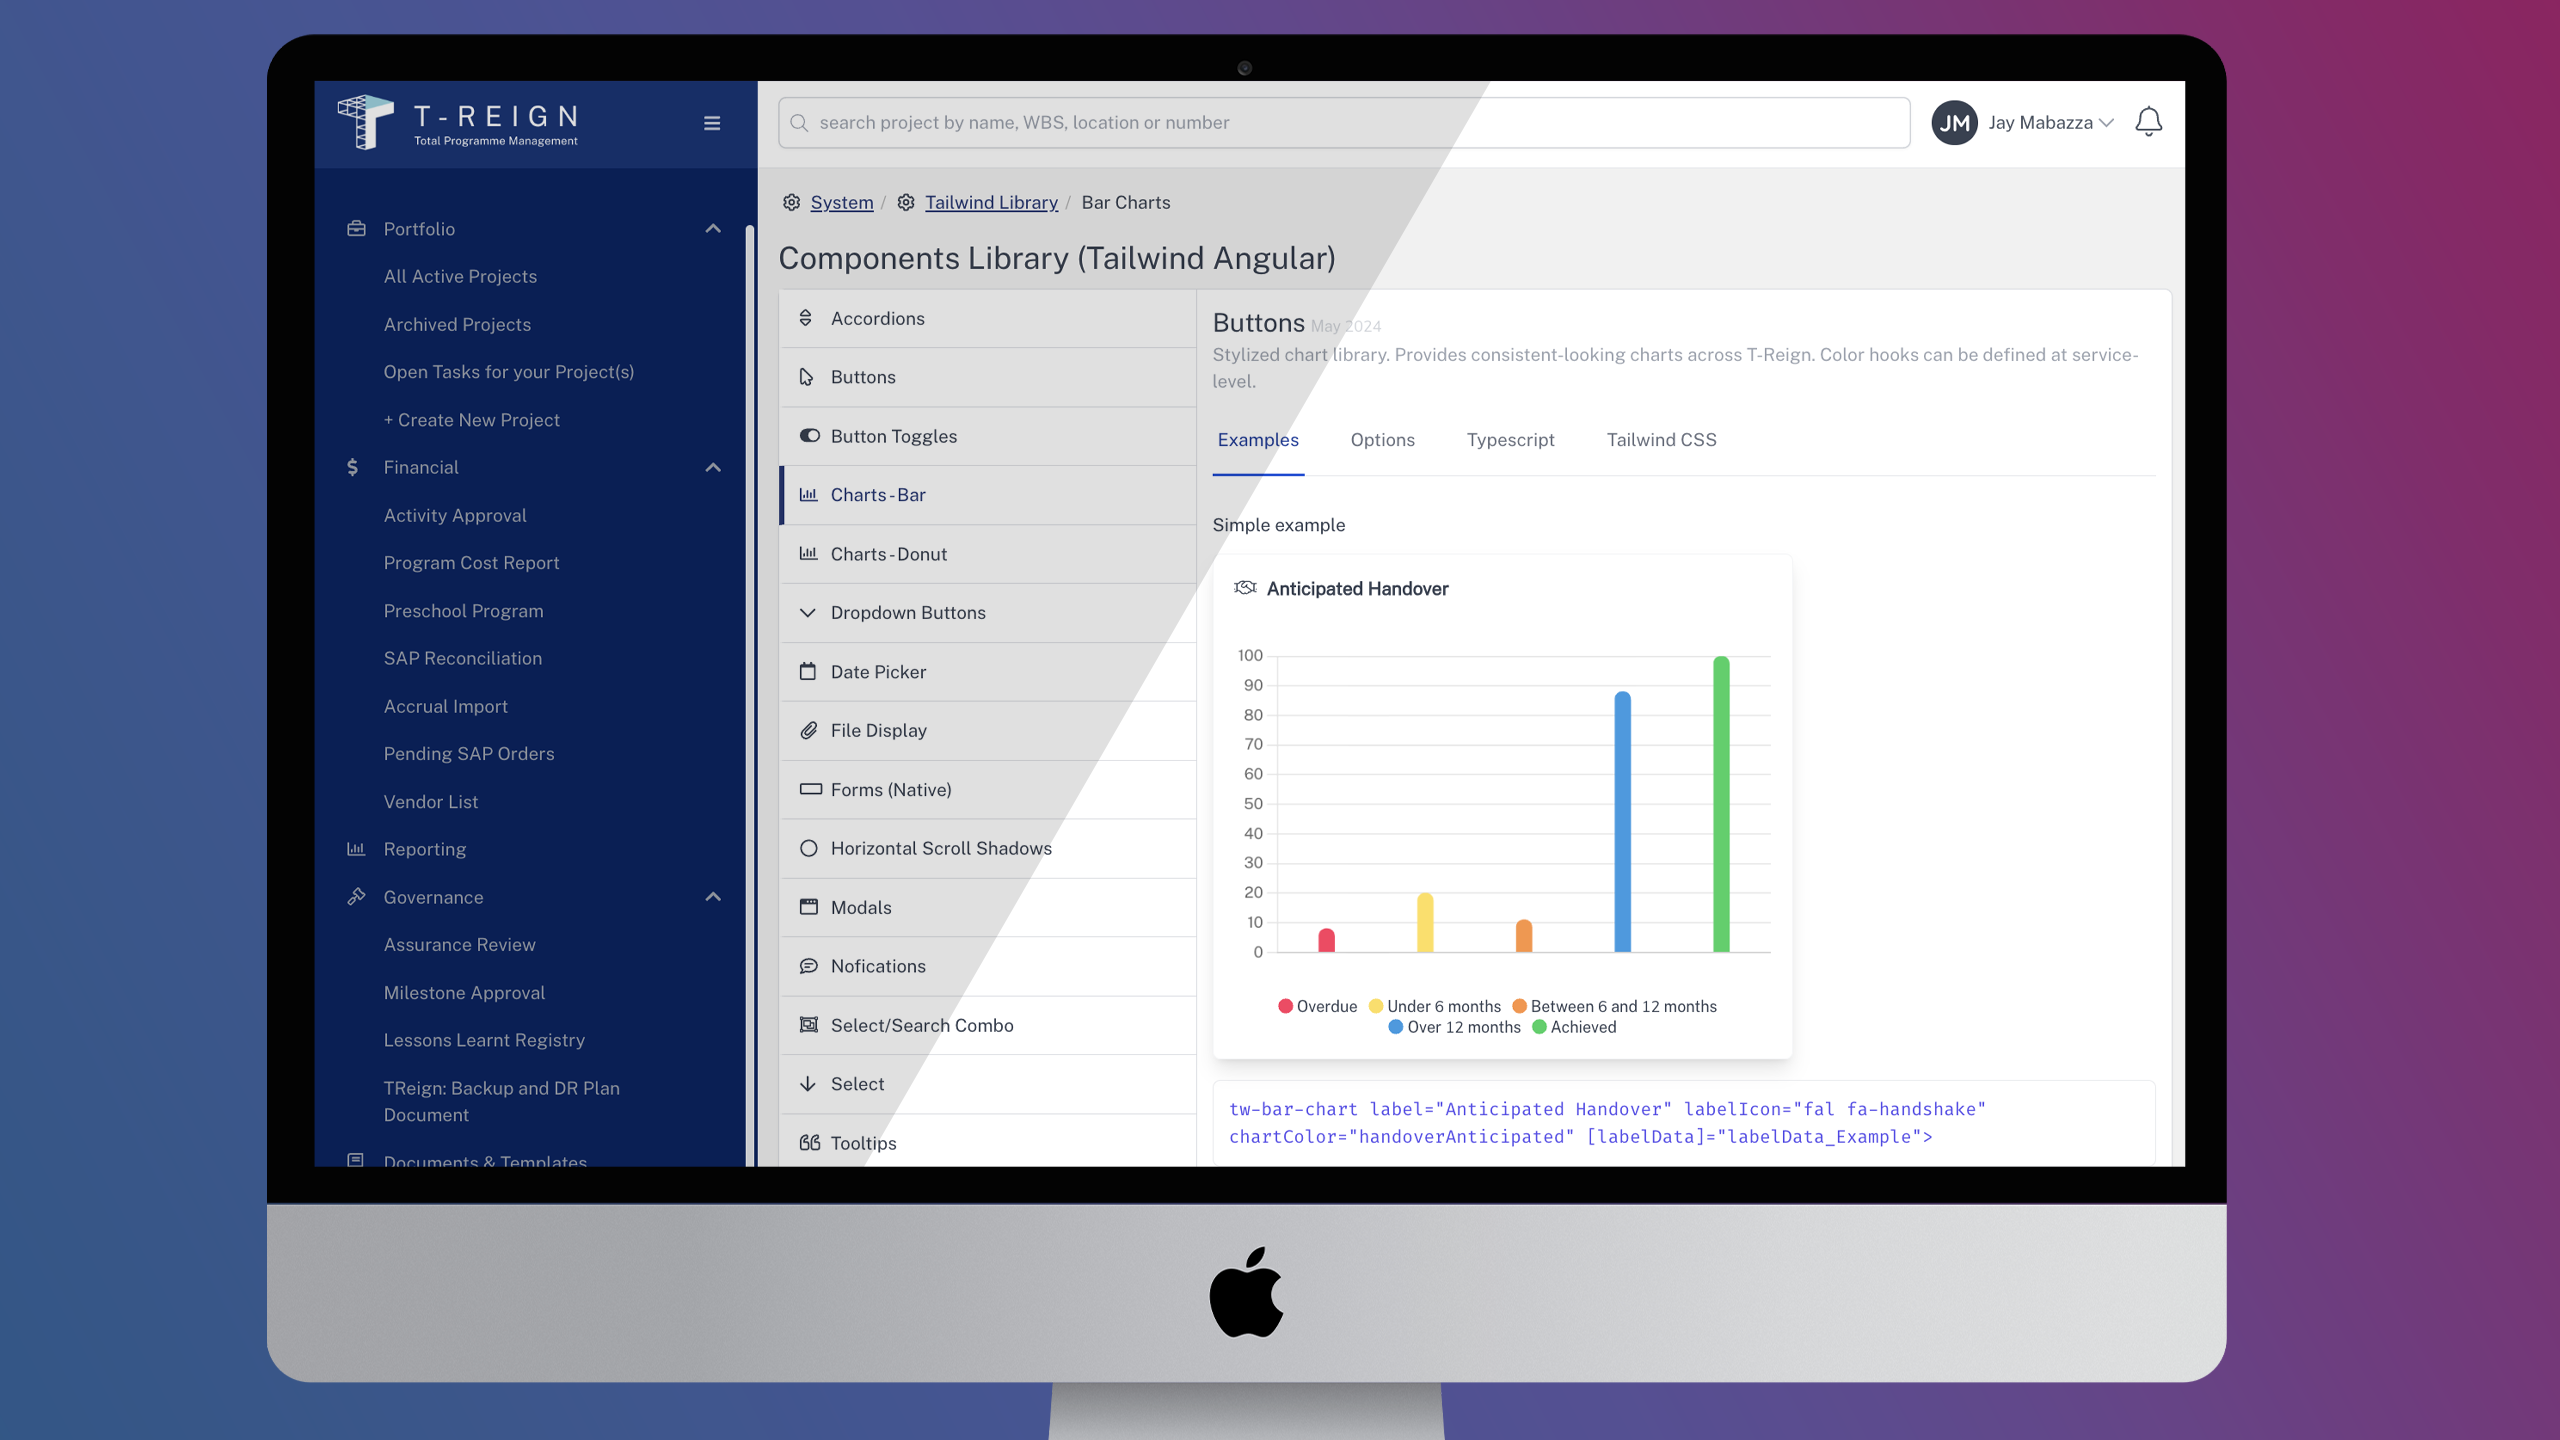 T-REIGN
Total Programme Management
Portfolio
All Active Projects
Archived Projects
Open Tasks for your Project(s)
+ Create New Project
$ Financial
Activity Approval
Program Cost Report
Preschool Program
SAP Reconciliation
Accrual Import
Pending SAP Orders
Vendor List
Reporting
Governance
Assurance Review
Milestone Approval
Lessons Learnt Registry
TReign: Backup and DR Plan
Document
Documents & Templates
search project by name, WBS, location or number
JM Jay Mabazza
System / Tailwind Library / Bar Charts
Components Library (Tailwind Angular)
Accordions
Buttons
Button Toggles
Charts - Bar
Charts - Donut
Dropdown Buttons
Date Picker
File Display
Forms (Native)
Horizontal Scroll Shadows
Modals
Nofications
Select/Search Combo
Select
Tooltips
Buttons May 2024
Stylized chart library. Provides consistent-looking charts across T-Reign. Color hooks can be defined at service-
level.
Examples Options Typescript Tailwind CSS
Simple example
Anticipated Handover
100
90
80
70
60
50
40
30
20
10
0
Overdue Under 6 months Between 6 and 12 months
Over 12 months Achieved
tw-bar-chart label="Anticipated Handover" labelIcon="fal fa-handshake"
chartColor="handoverAnticipated" [labelData]="labelData_Example">